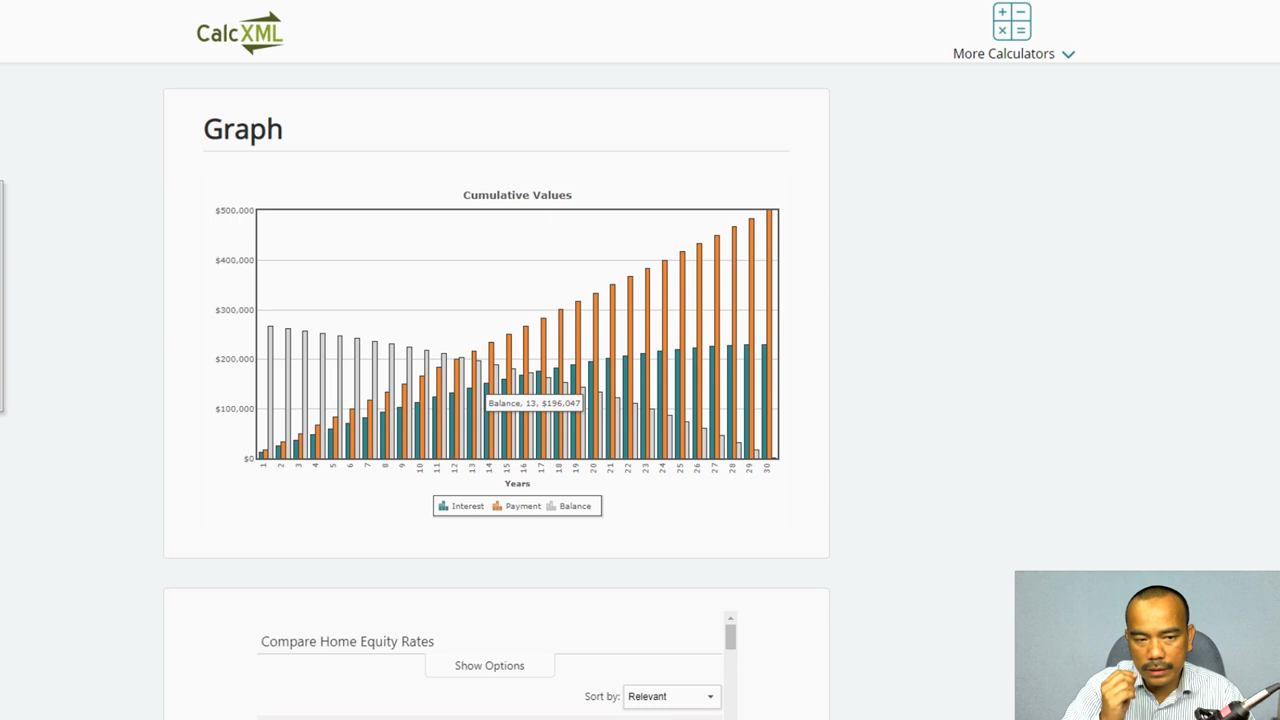 CalcXML
More Calculators
Graph
Cumulative Values
$500,000
$400,000
$300,000
$200,000
$100,000
$0
Balance, 13, $196,047
1 2 3 4 5 6 7 8 9 10 11 12 13 14 15 16 17 18 19 20 21 22 23 24 25 26 27 28 29 30
Years
Interest Payment Balance
Compare Home Equity Rates
Show Options
Sort by: Relevant